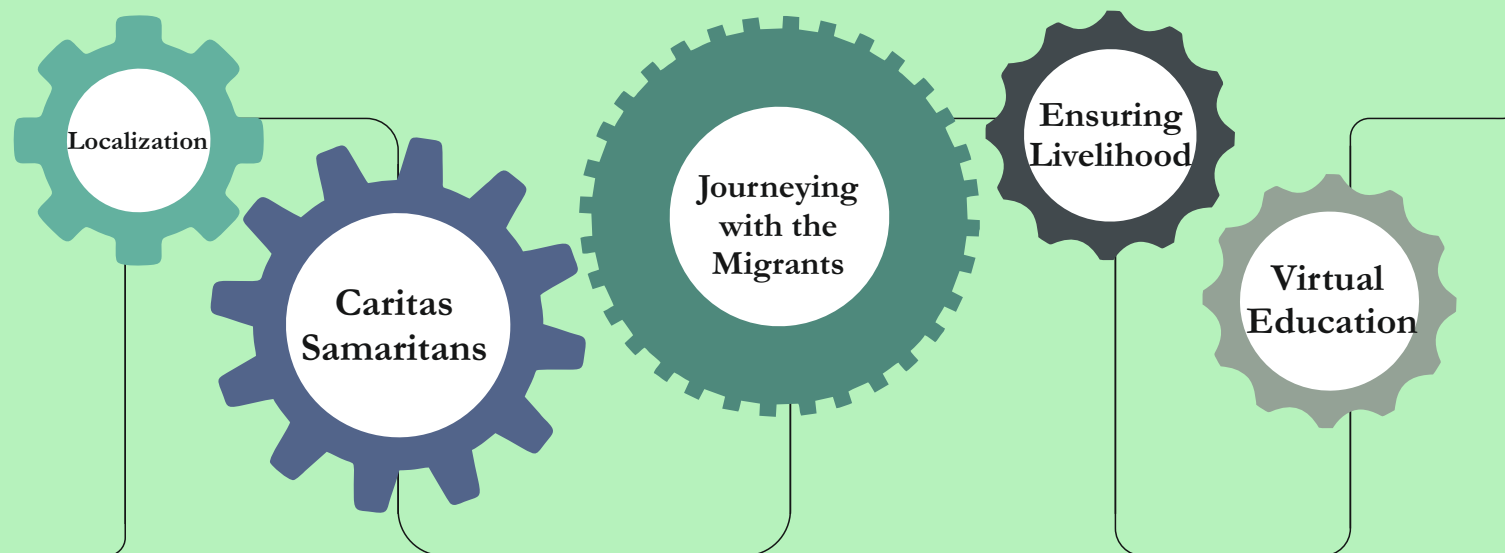 Localization
Caritas
Samaritans
Journeying
with the
Migrants
Ensuring
Livelihood
Virtual
Education